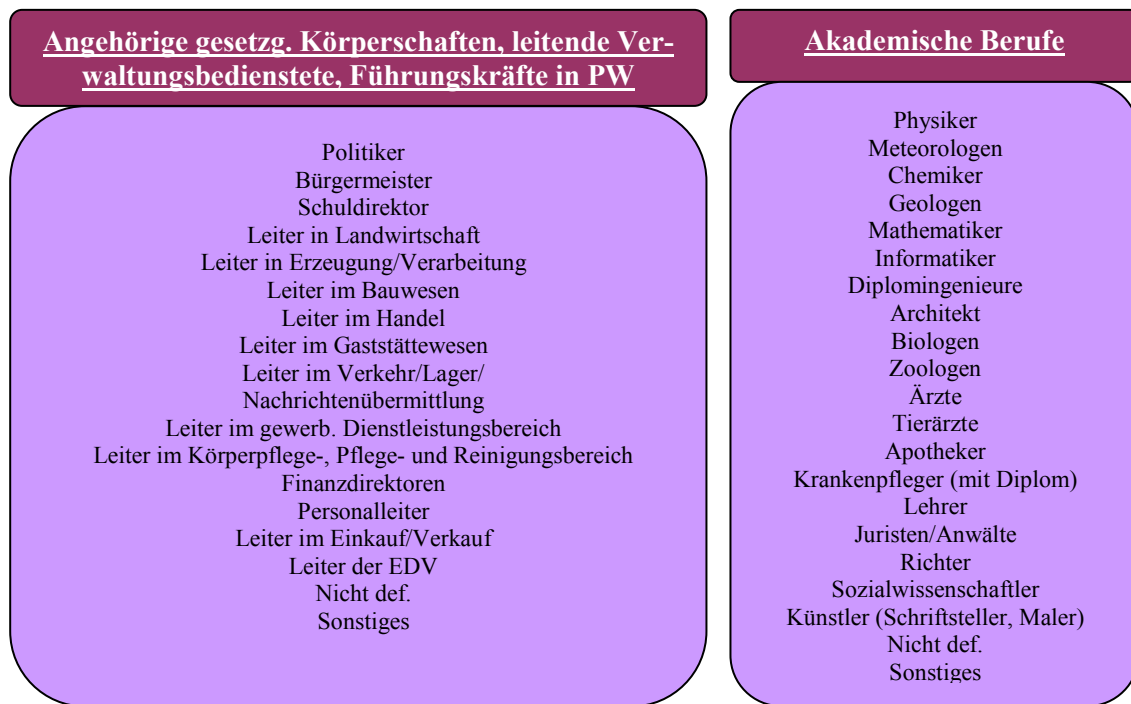 Angehörige gesetzg. Körperschaften, leitende Ver-
waltungsbedienstete, Führungskräfte in PW
Politiker
Bürgermeister
Schuldirektor
Leiter in Landwirtschaft
Leiter in Erzeugung/Verarbeitung
Leiter im Bauwesen
Leiter im Handel
Leiter im Gaststättewesen
Leiter im Verkehr/Lager/
Nachrichtenübermittlung
Leiter im gewerb. Dienstleistungsbereich
Leiter im Körperpflege-, Pflege- und Reinigungsbereich
Finanzdirektoren
Personalleiter
Leiter im Einkauf/Verkauf
Leiter der EDV
Nicht def.
Sonstiges
Akademische Berufe
Physiker
Meteorologen
Chemiker
Geologen
Mathematiker
Informatiker
Diplomingenieure
Architekt
Biologen
Zoologen
Ärzte
Tierärzte
Apotheker
Krankenpfleger (mit Diplom)
Lehrer
Juristen/Anwälte
Richter
Sozialwissenschaftler
Künstler (Schriftsteller, Maler)
Nicht def.
Sonstiges